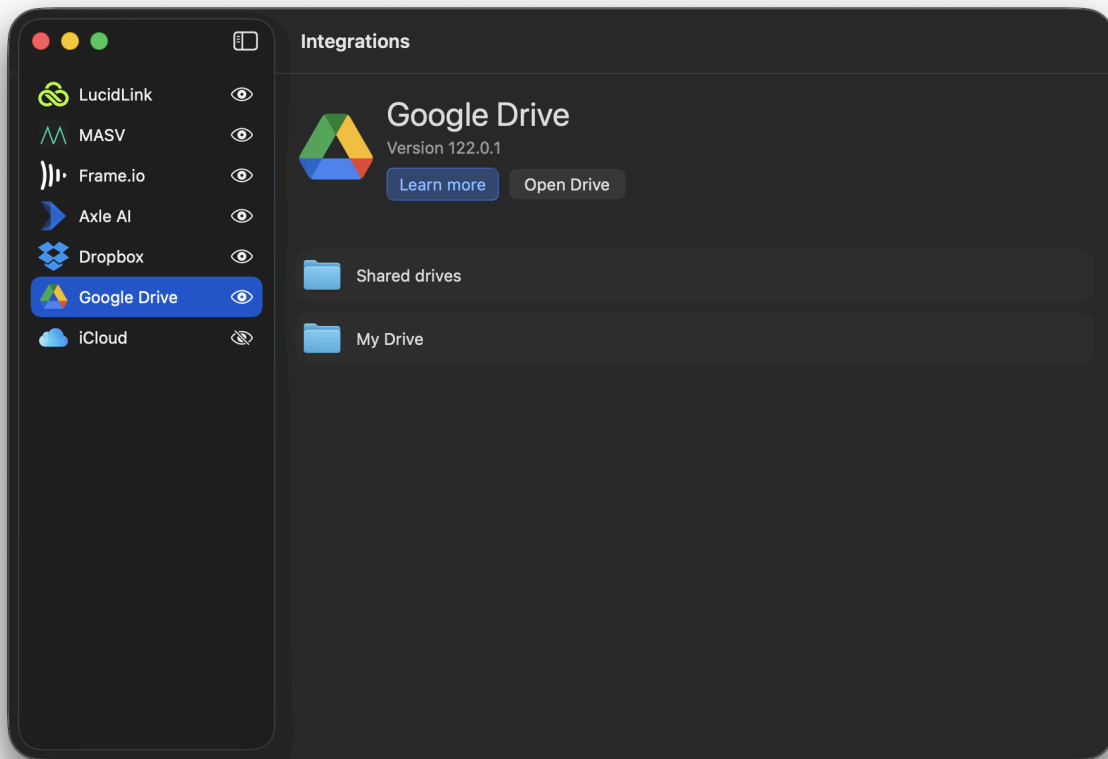 Integrations
LucidLink
MASV
Frame.io
Axle AI
Dropbox
Google Drive
iCloud
Google Drive
Version 122.0.1
Learn more
Open Drive
Shared drives
My Drive